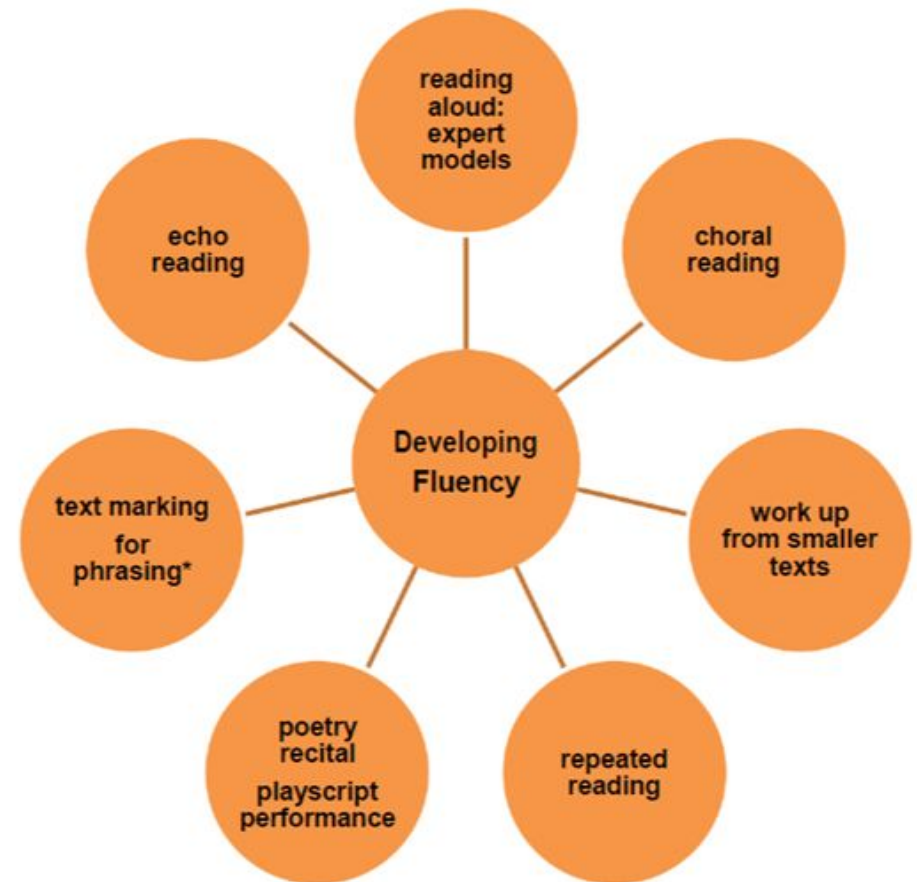 reading
aloud:
expert
models
choral
reading
work up
from smaller
texts
repeated
reading
poetry
recital
playscript
performance
text marking
for
phrasing*
echo
reading
Developing
Fluency